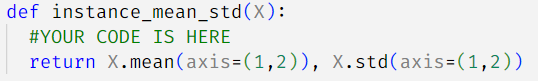 def instance_mean_std(X):
#YOUR CODE IS HERE
return X.mean(axis=(1,2)), X.std(axis=(1,2))